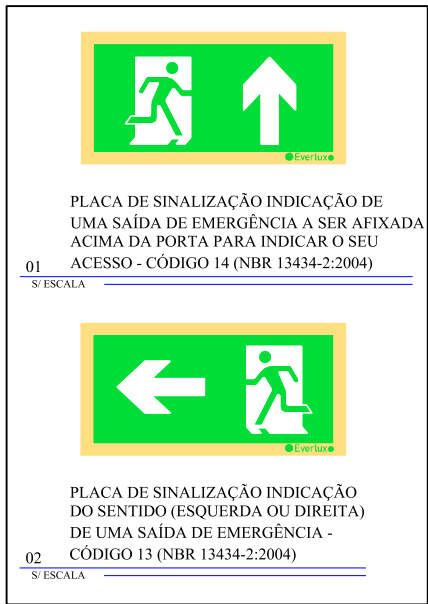 Everlux
PLACA DE SINALIZAÇÃO INDICAÇÃO DE
UMA SAÍDA DE EMERGÊNCIA A SER AFIXADA
ACIMA DA PORTA PARA INDICAR O SEU
01 ACESSO - CÓDIGO 14 (NBR 13434-2:2004)
S/ ESCALA
Everlux
PLACA DE SINALIZAÇÃO INDICAÇÃO
DO SENTIDO (ESQUERDA OU DIREITA)
DE UMA SAÍDA DE EMERGÊNCIA -
02 CÓDIGO 13 (NBR 13434-2:2004)
S/ ESCALA